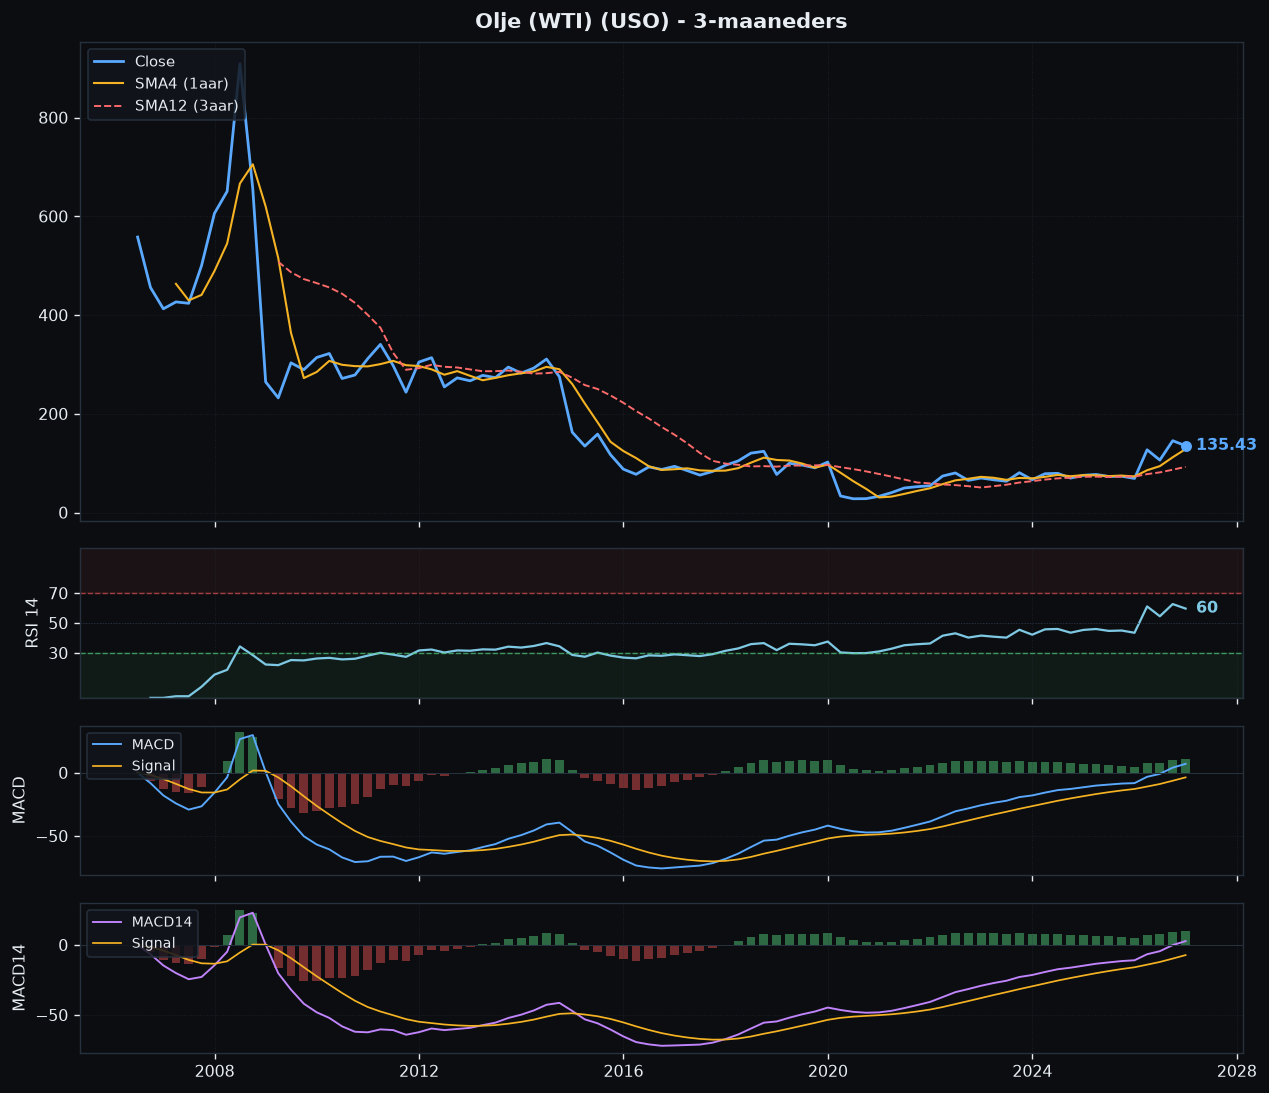 Olje (WTI) (USO) - 3-maaneders
Close
SMA4 (1aar)
SMA12 (3aar)
800
600
400
200
0
135.43
RSI 14
70
50
30
60
MACD
MACD
Signal
0
−50
MACD14
MACD14
Signal
0
−50
2008 2012 2016 2020 2024 2028